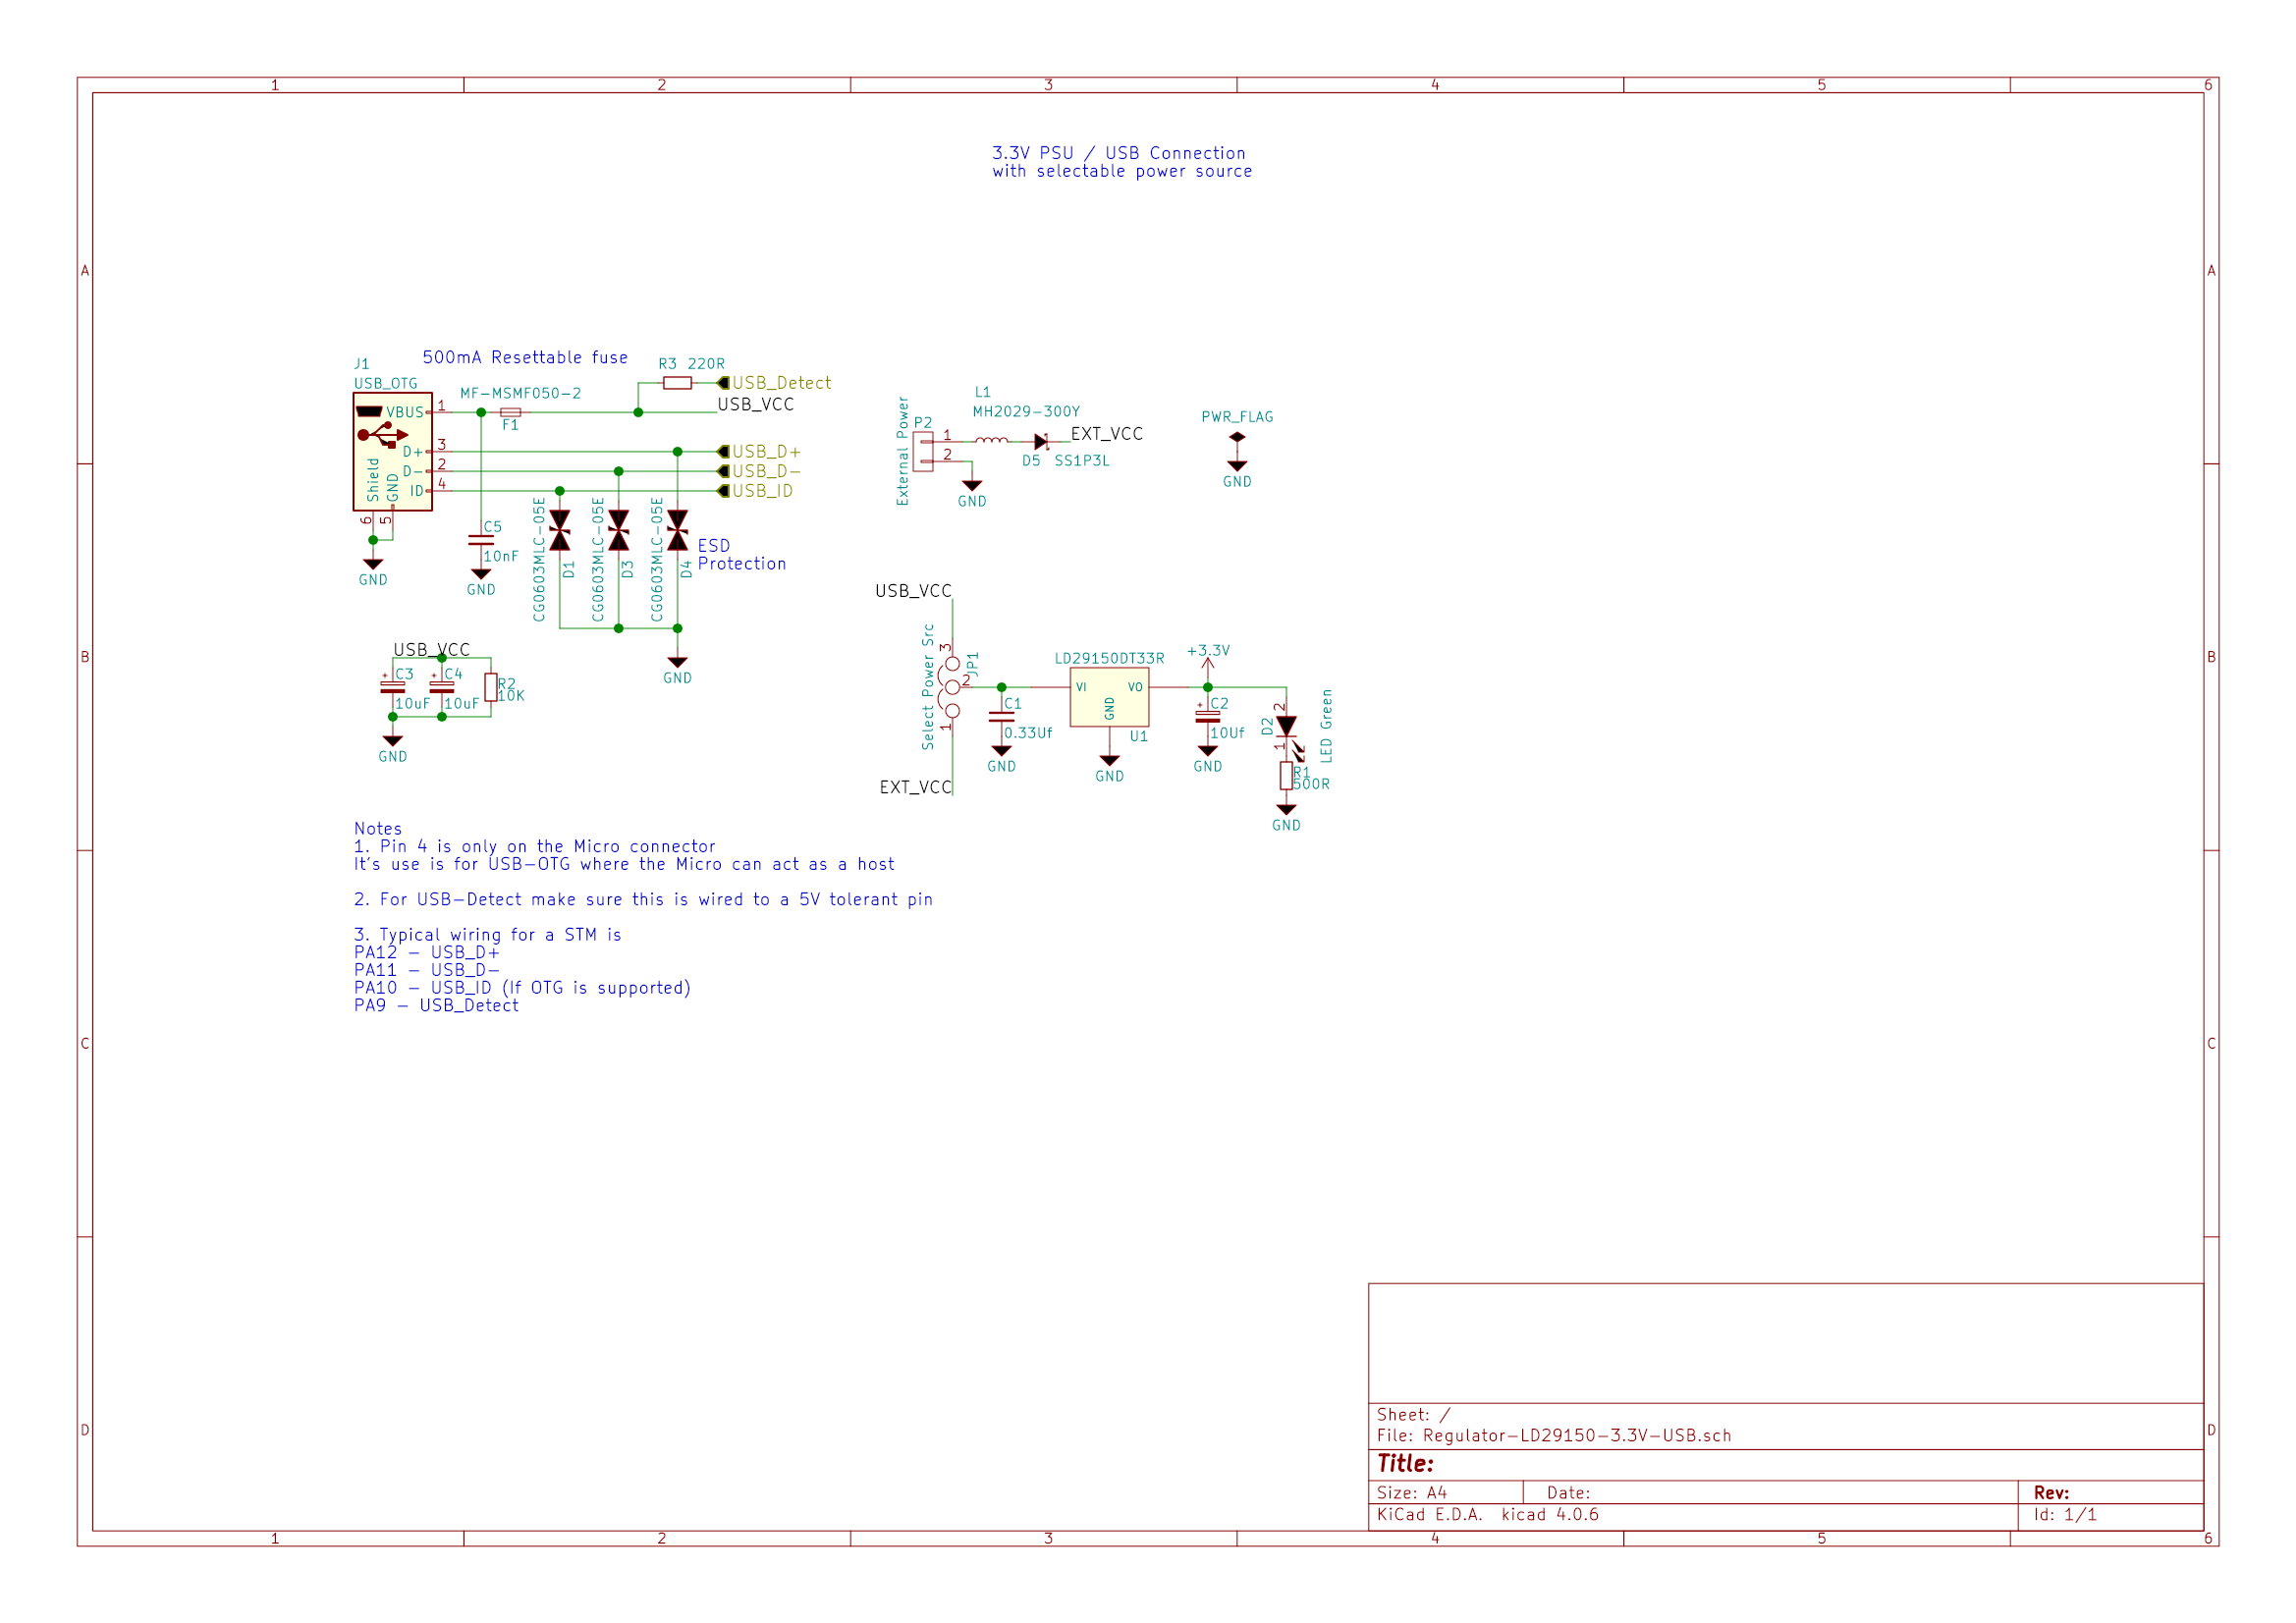 1 2 3 4 5 6
3.3V PSU / USB Connection
with selectable power source
A A
J1
USB_OTG
500mA Resettable fuse
MF-MSMF050-2
F1
R3 220R
USB_Detect
USB_VCC
VBUS 1
D+ 3
D- 2
ID 4
Shield 6
GND 5
USB_D+
USB_D-
USB_ID
GND
C5
10nF
GND
CG0603MLC-05E D1
CG0603MLC-05E D3
CG0603MLC-05E D4
ESD
Protection
GND
External Power
P2
1
2
GND
L1
MH2029-300Y
D5 SS1P3L
EXT_VCC
PWR_FLAG
GND
B B
USB_VCC
C3
10uF
C4
10uF
R2
10K
GND
USB_VCC
Select Power Src
JP1
3
2
1
EXT_VCC
C1
0.33Uf
GND
LD29150DT33R
VI VO
GND
U1
GND
+3.3V
C2
10Uf
GND
D2
2
1
LED Green
R1
500R
GND
Notes
1. Pin 4 is only on the Micro connector
It's use is for USB-OTG where the Micro can act as a host
2. For USB-Detect make sure this is wired to a 5V tolerant pin
3. Typical wiring for a STM is
PA12 - USB_D+
PA11 - USB_D-
PA10 - USB_ID (If OTG is supported)
PA9 - USB_Detect
C C
D D
Sheet: /
File: Regulator-LD29150-3.3V-USB.sch
Title:
Size: A4 Date: Rev:
KiCad E.D.A. kicad 4.0.6 Id: 1/1
1 2 3 4 5 6